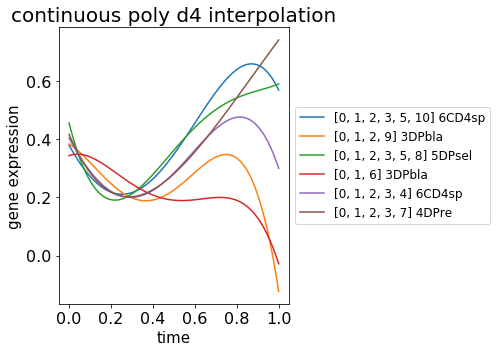 continuous poly d4 interpolation
gene expression
0.6
0.4
0.2
0.0
0.0 0.2 0.4 0.6 0.8 1.0
time
[0, 1, 2, 3, 5, 10] 6CD4sp
[0, 1, 2, 9] 3DPbla
[0, 1, 2, 3, 5, 8] 5DPsel
[0, 1, 6] 3DPbla
[0, 1, 2, 3, 4] 6CD4sp
[0, 1, 2, 3, 7] 4DPre